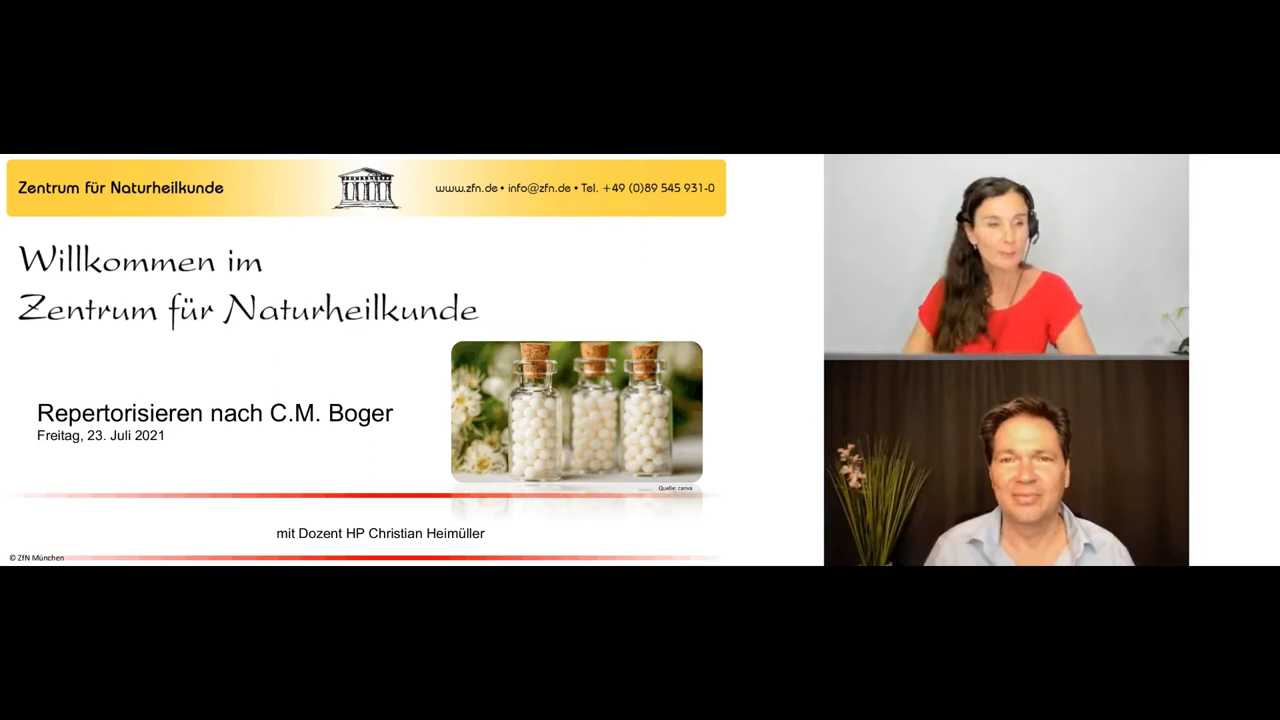 Zentrum für Naturheilkunde
www.zfn.de • info@zfn.de • Tel. +49 (0)89 545 931-0
Willkommen im
Zentrum für Naturheilkunde
Repertorisieren nach C.M. Boger
Freitag, 23. Juli 2021
Quelle: canva
mit Dozent HP Christian Heimüller
© ZfN München